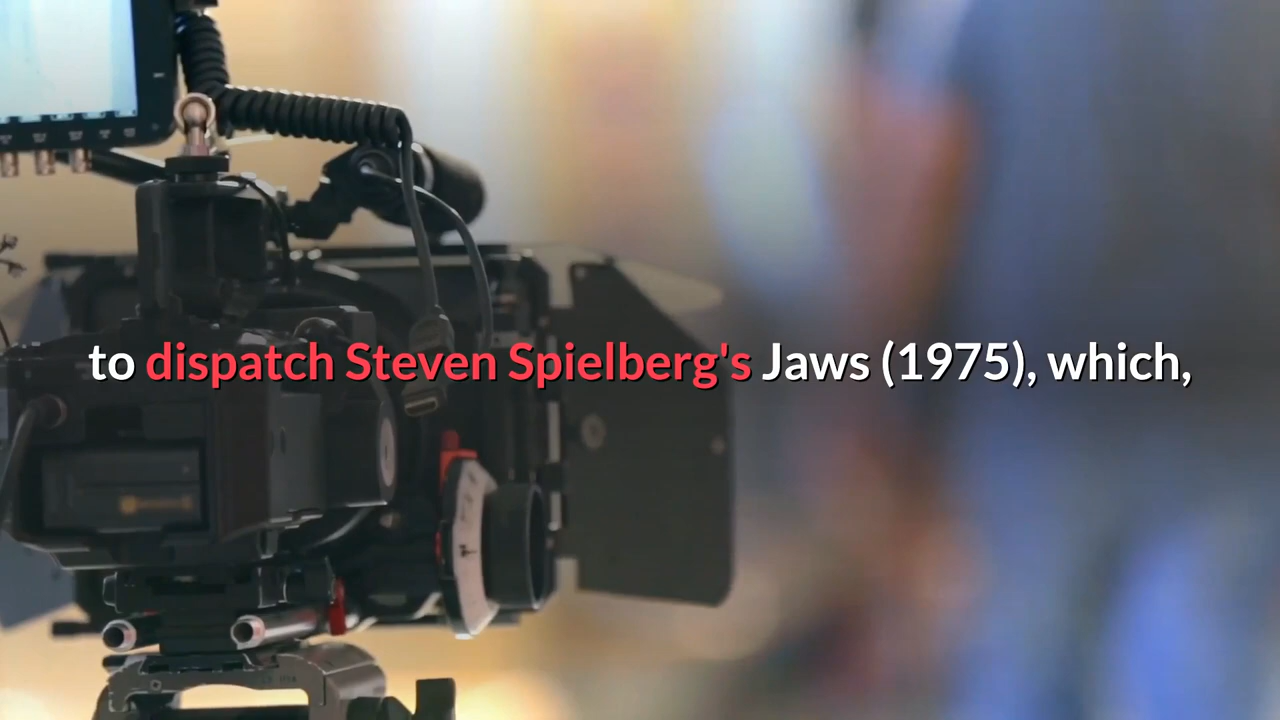 to dispatch Steven Spielberg's Jaws (1975), which,